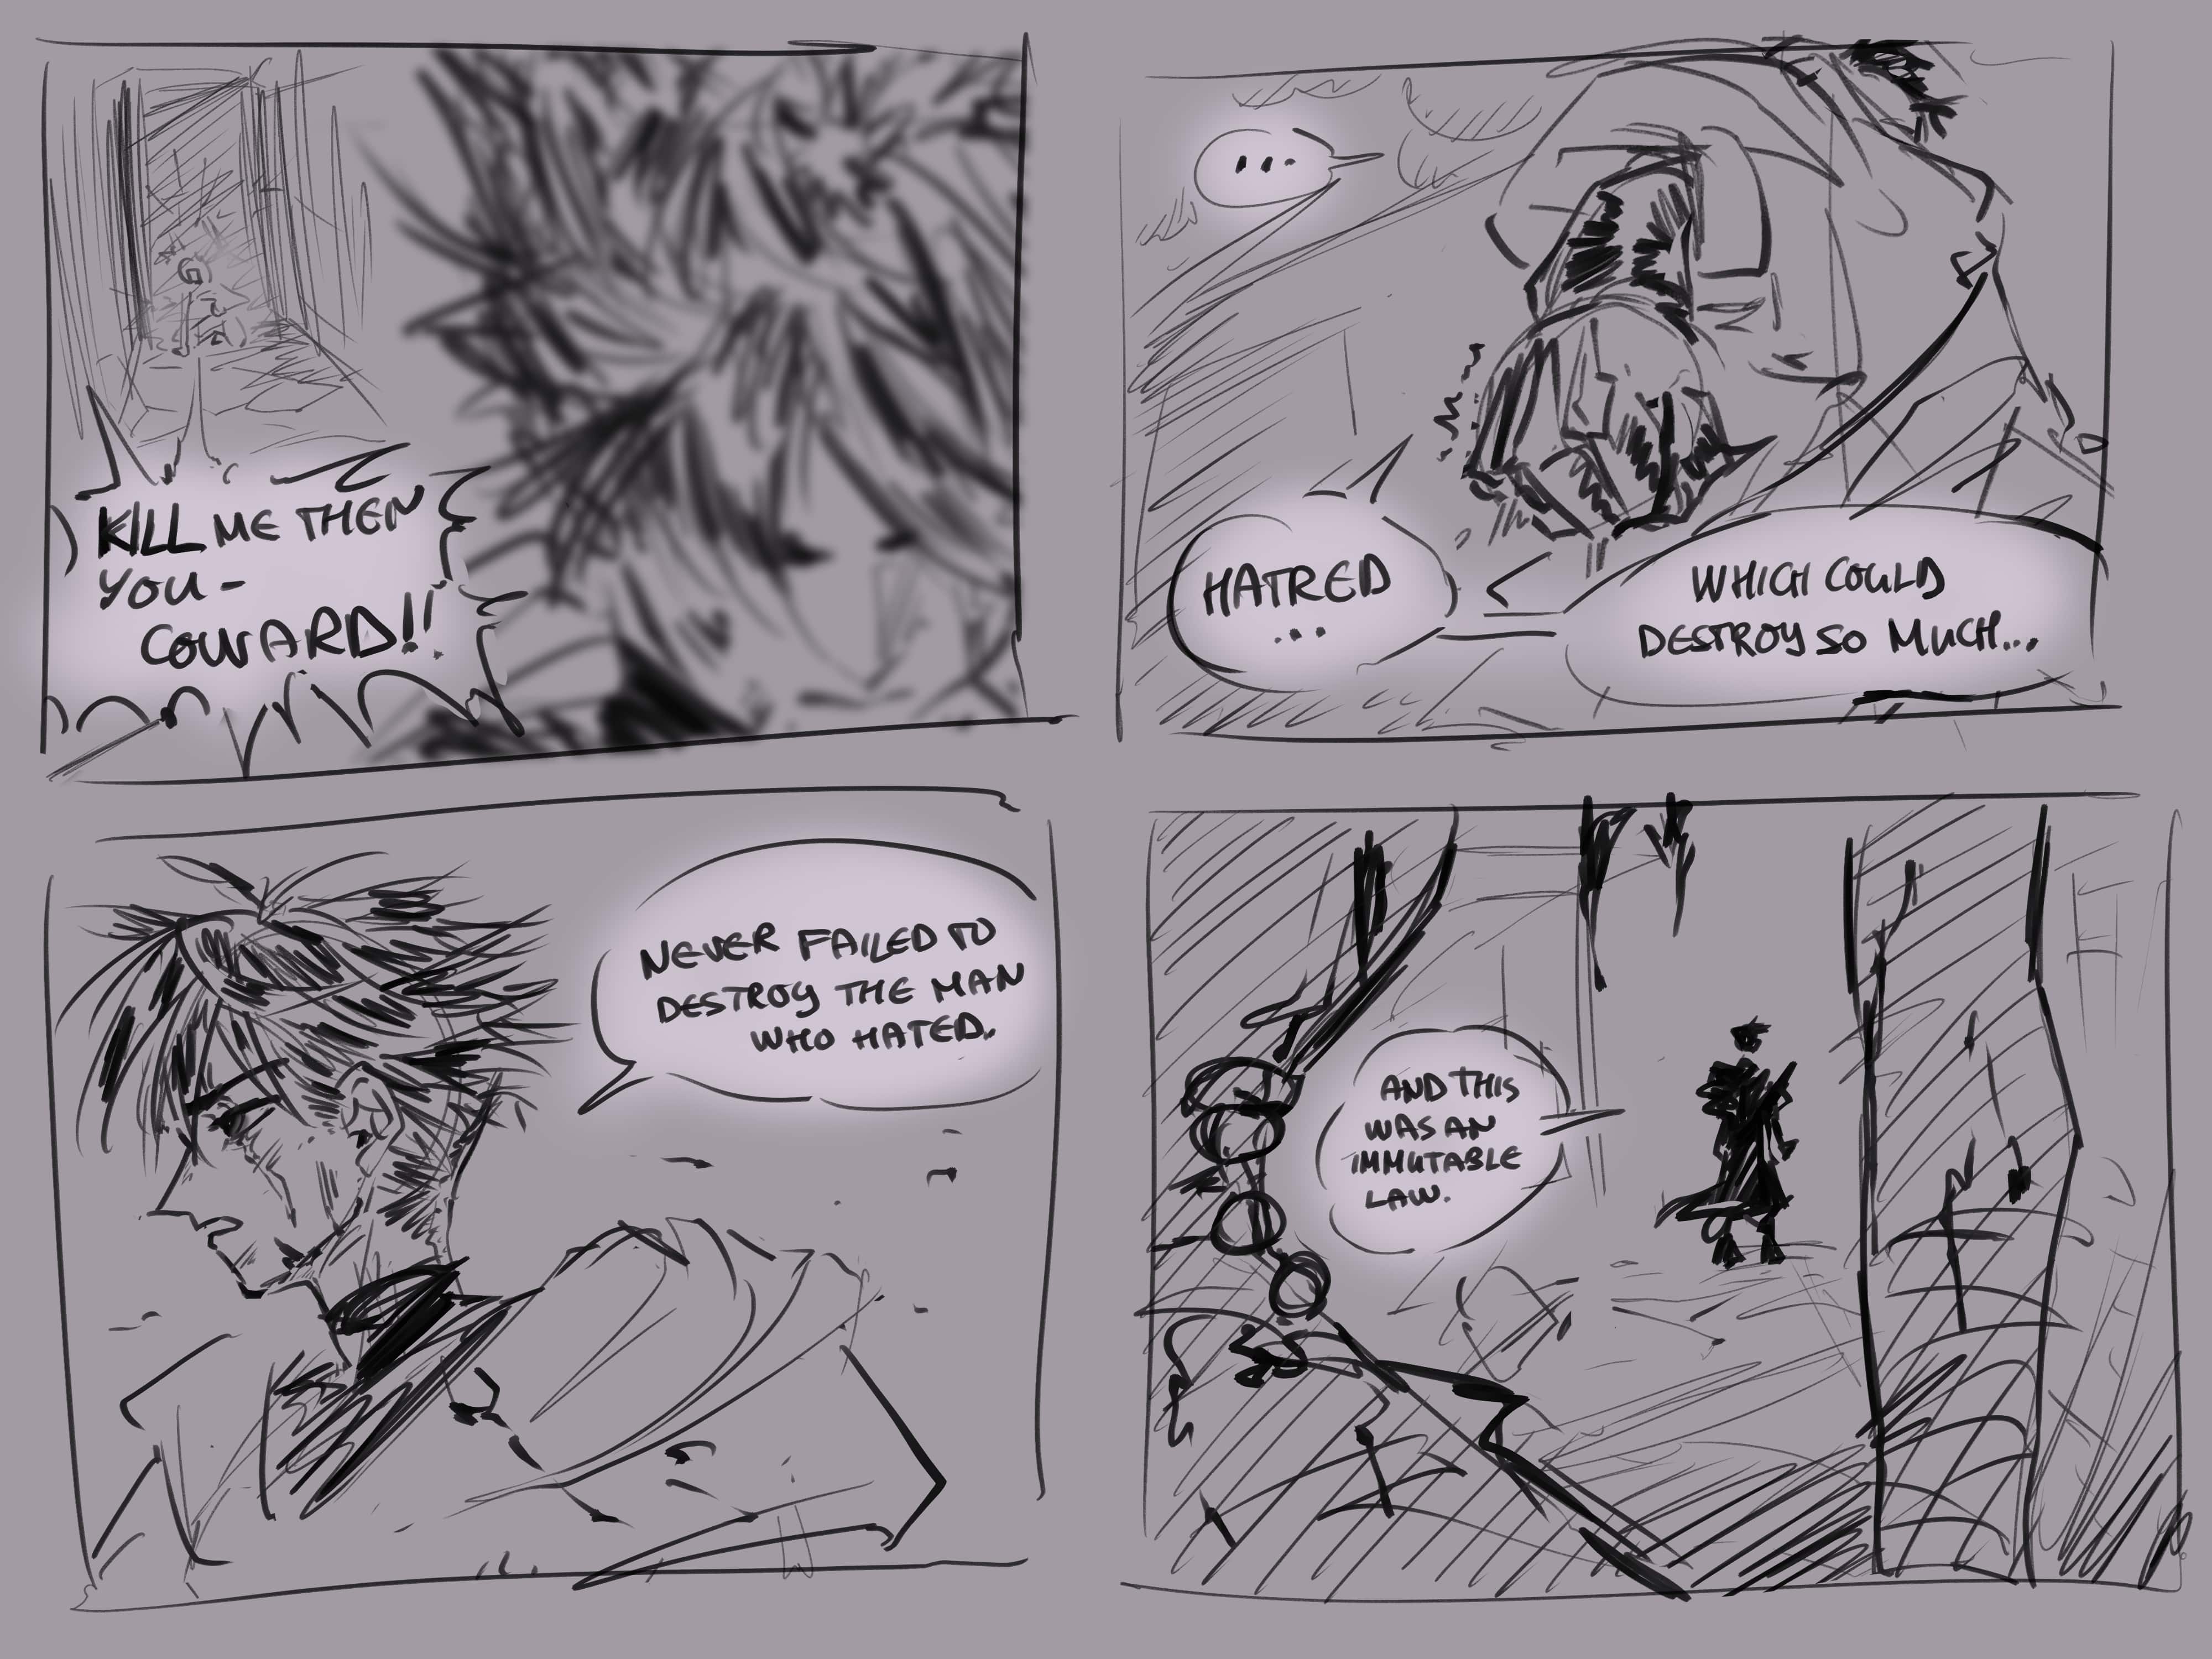 KILL ME THEN
YOU-
COWARD!!
...
HATRED
...
WHICH COULD
DESTROY SO MUCH...
NEVER FAILED TO
DESTROY THE MAN
WHO HATED.
AND THIS
WAS AN
IMMUTABLE
LAW.